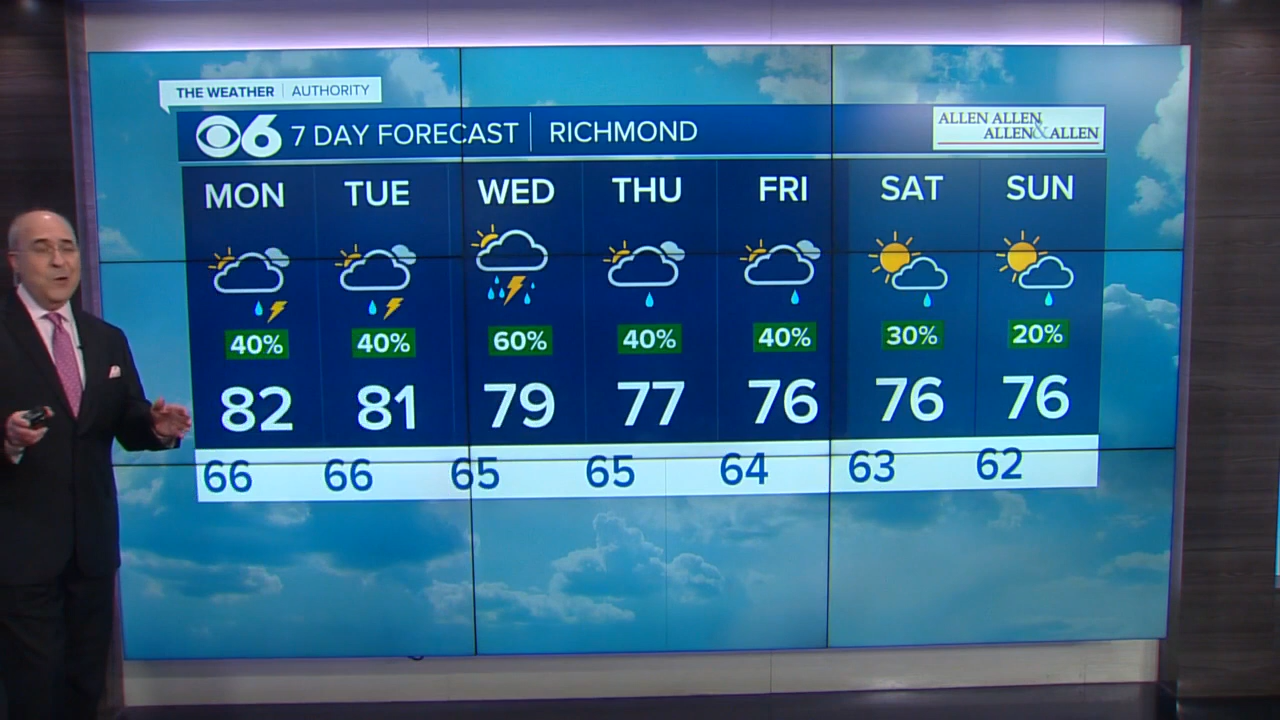 THE WEATHER | AUTHORITY
6 7 DAY FORECAST | RICHMOND
ALLEN ALLEN
ALLEN & ALLEN
MON TUE WED THU FRI SAT SUN
40% 40% 60% 40% 40% 30% 20%
82 81 79 77 76 76 76
66 66 65 65 64 63 62